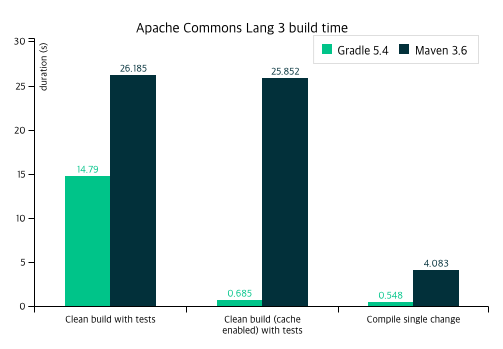 Apache Commons Lang 3 build time
Gradle 5.4 Maven 3.6
duration (s)
30
25
20
15
10
5
0
14.79
26.185
0.685
25.852
0.548
4.083
Clean build with tests
Clean build (cache
enabled) with tests
Compile single change